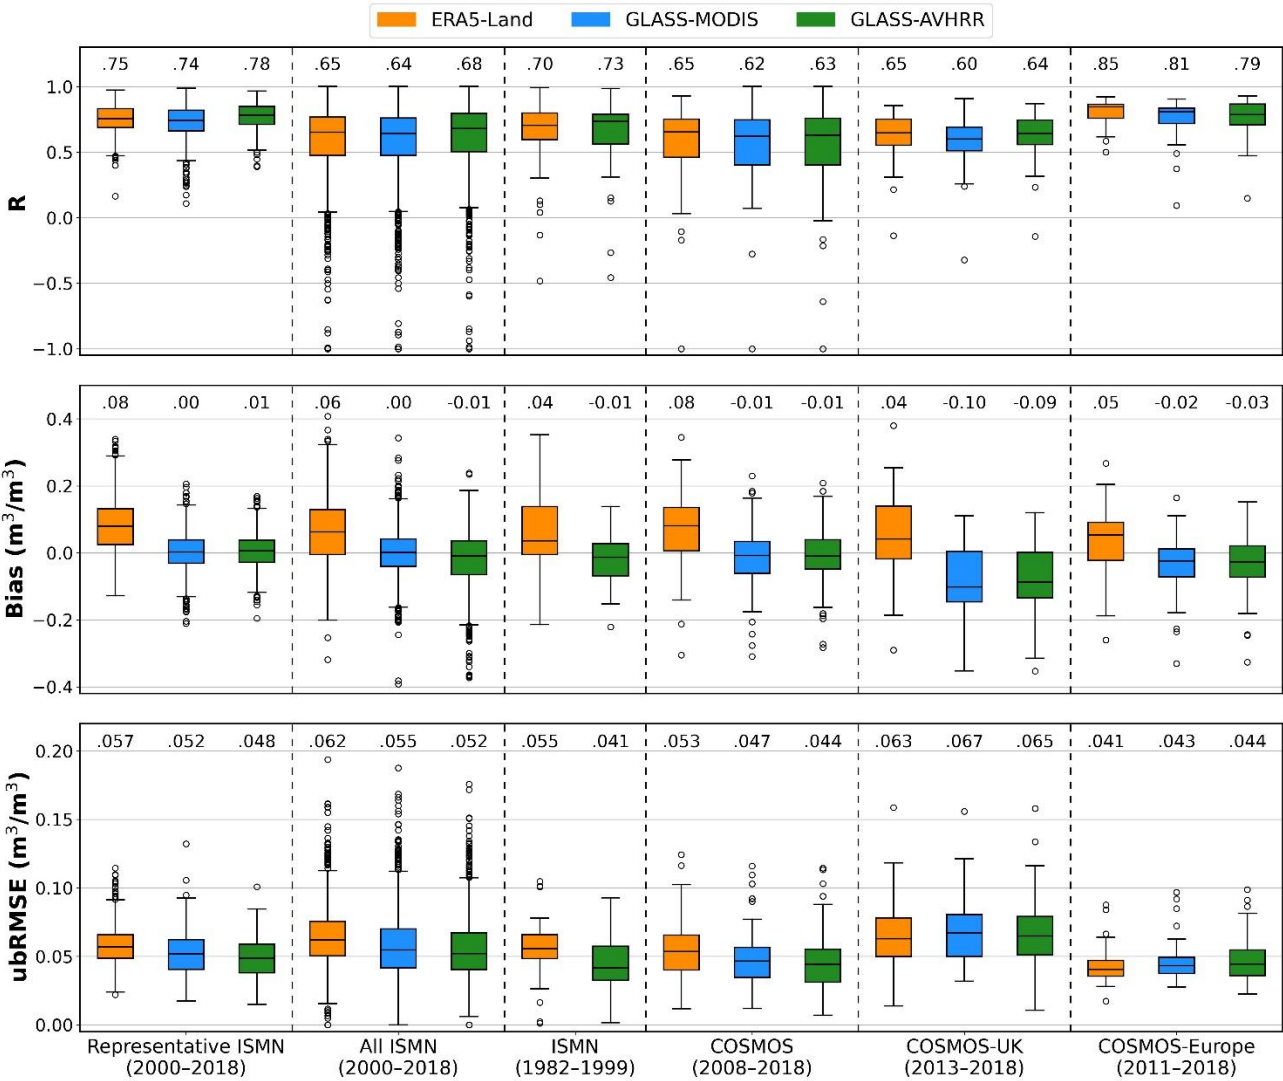 ERA5-Land GLASS-MODIS GLASS-AVHRR
.75 .74 .78 .65 .64 .68 .70 .73 .65 .62 .63 .65 .60 .64 .85 .81 .79
1.0
0.5
0.0
−0.5
−1.0
R
.08 .00 .01 .06 .00 -0.01 .04 -0.01 .08 -0.01 -0.01 .04 -0.10 -0.09 .05 -0.02 -0.03
0.4
0.2
0.0
−0.2
−0.4
Bias (m³/m³)
.057 .052 .048 .062 .055 .052 .055 .041 .053 .047 .044 .063 .067 .065 .041 .043 .044
0.20
0.15
0.10
0.05
0.00
ubRMSE (m³/m³)
Representative ISMN All ISMN ISMN COSMOS COSMOS-UK COSMOS-Europe
(2000–2018) (2000–2018) (1982–1999) (2008–2018) (2013–2018) (2011–2018)